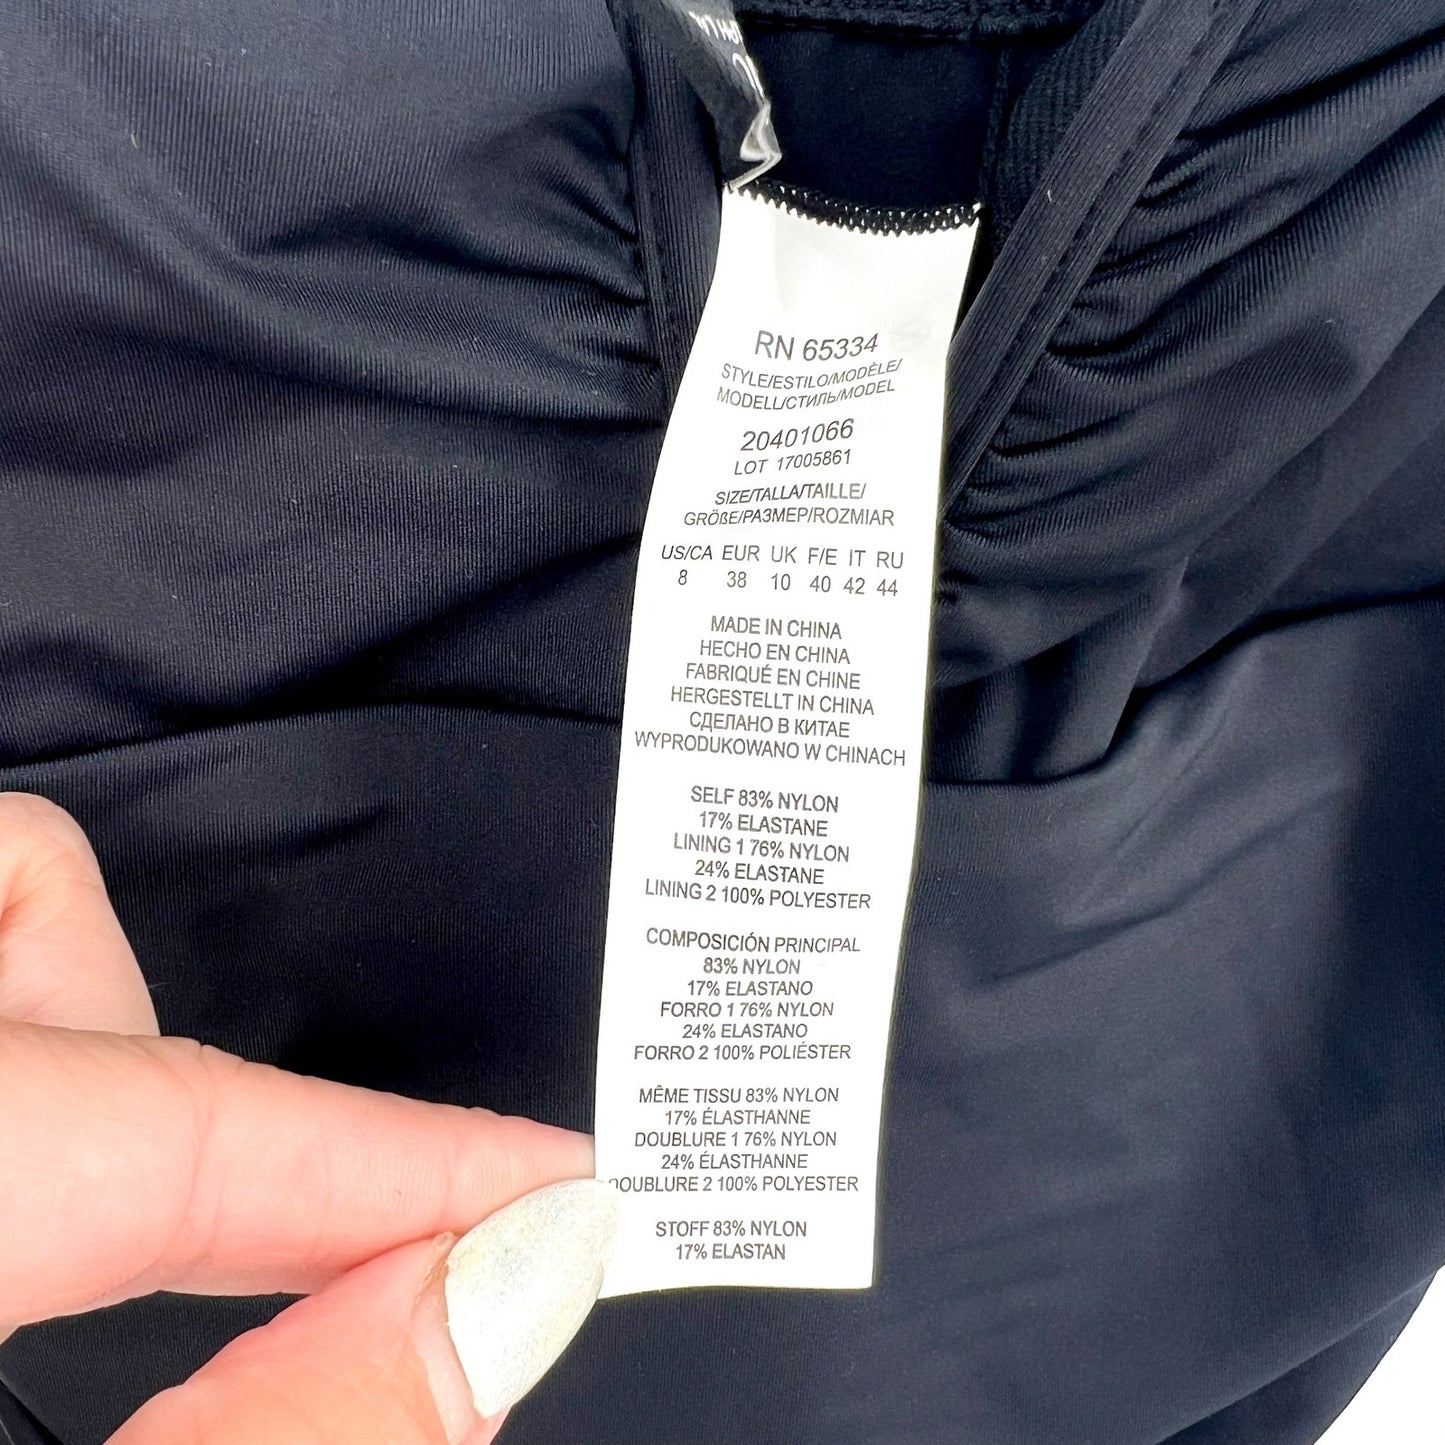 RN 65334
STYLE/ESTILO/MODÈLE/
MODELL/СТИЛЬ/MODEL
20401066
LOT 17005861
SIZE/TALLA/TAILLE/
GRÖßE/РАЗМЕР/ROZMIAR
US/CA EUR UK F/E IT RU
8 38 10 40 42 44
MADE IN CHINA
HECHO EN CHINA
FABRIQUÉ EN CHINE
HERGESTELLT IN CHINA
СДЕЛАНО В КИТАЕ
WYPRODUKOWANO W CHINACH
SELF 83% NYLON
17% ELASTANE
LINING 1 76% NYLON
24% ELASTANE
LINING 2 100% POLYESTER
COMPOSICIÓN PRINCIPAL
83% NYLON
17% ELASTANO
FORRO 1 76% NYLON
24% ELASTANO
FORRO 2 100% POLIÉSTER
MÊME TISSU 83% NYLON
17% ÉLASTHANNE
DOUBLURE 1 76% NYLON
24% ÉLASTHANNE
DOUBLURE 2 100% POLYESTER
STOFF 83% NYLON
17% ELASTAN